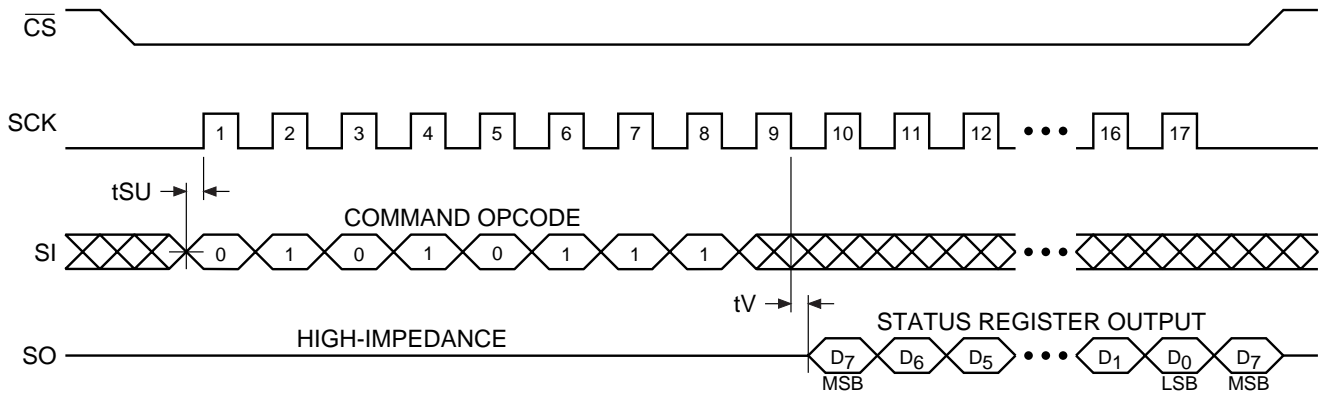 CS
SCK 1 2 3 4 5 6 7 8 9 10 11 12 ••• 16 17
tSU
COMMAND OPCODE
SI 0 1 0 1 0 1 1 1 •••
tV
HIGH-IMPEDANCE
STATUS REGISTER OUTPUT
SO D7 D6 D5 ••• D1 D0 D7
MSB LSB MSB